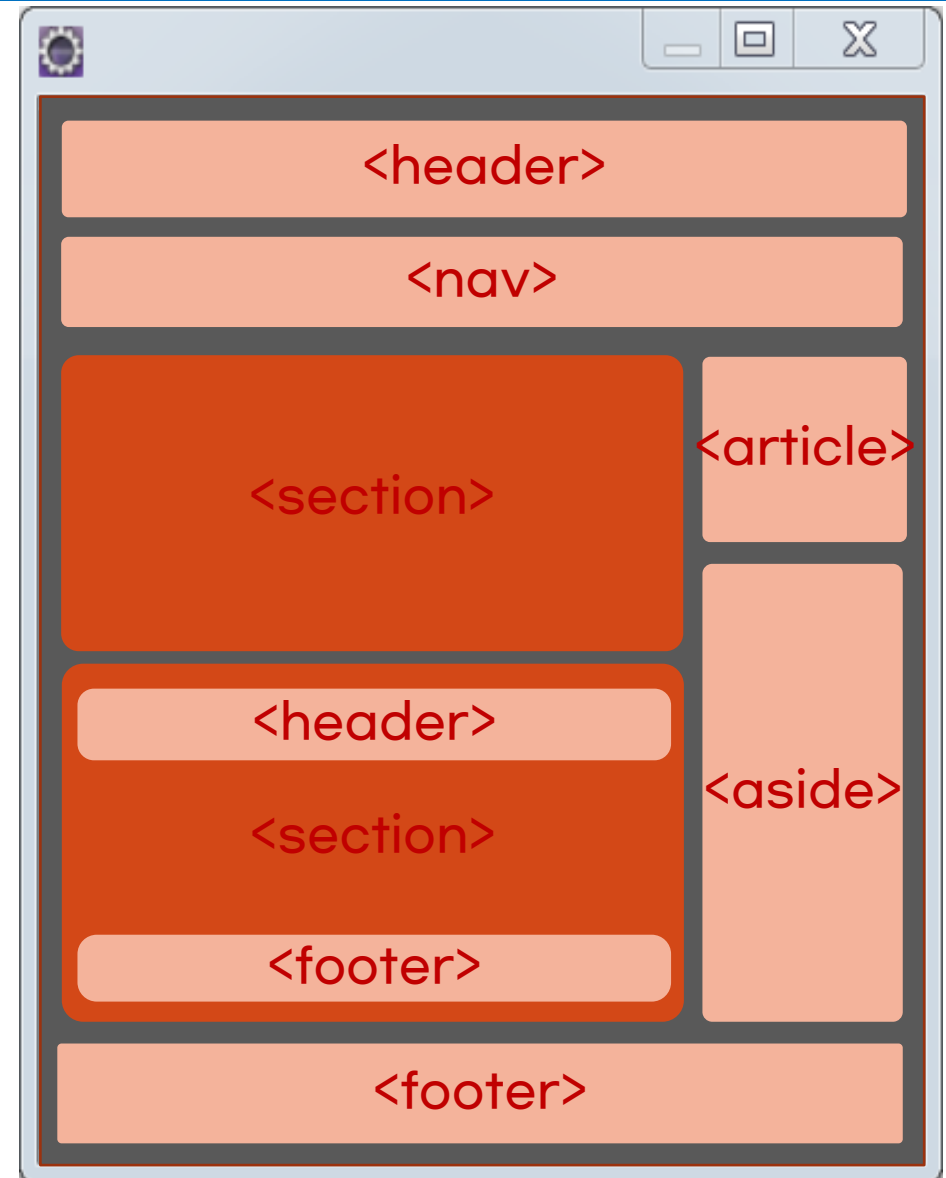 <header>
<nav>
<section>
<article>
<header>
<section>
<footer>
<aside>
<footer>